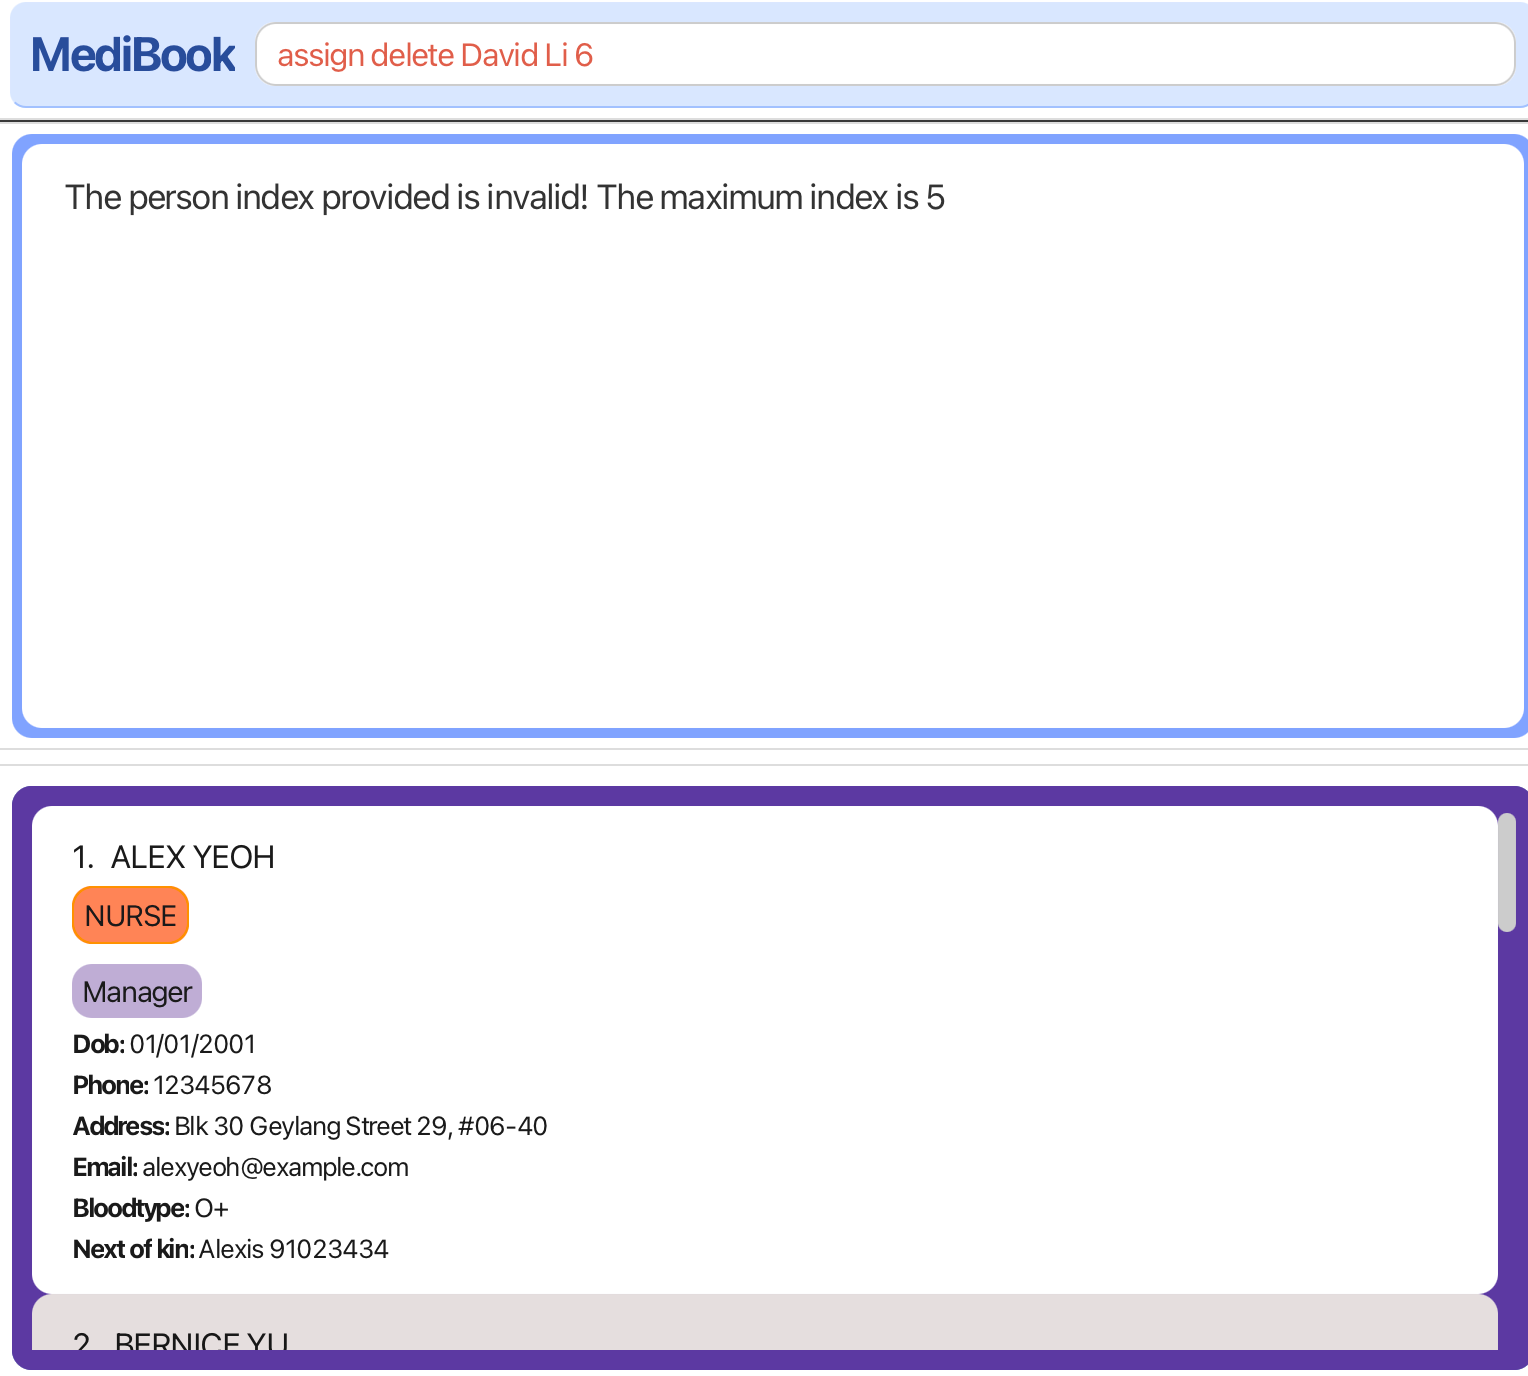 MediBook
assign delete David Li 6
The person index provided is invalid! The maximum index is 5
1. ALEX YEOH
NURSE
Manager
Dob: 01/01/2001
Phone: 12345678
Address: Blk 30 Geylang Street 29, #06-40
Email: alexyeoh@example.com
Bloodtype: O+
Next of kin: Alexis 91023434
2. BERNICE YU